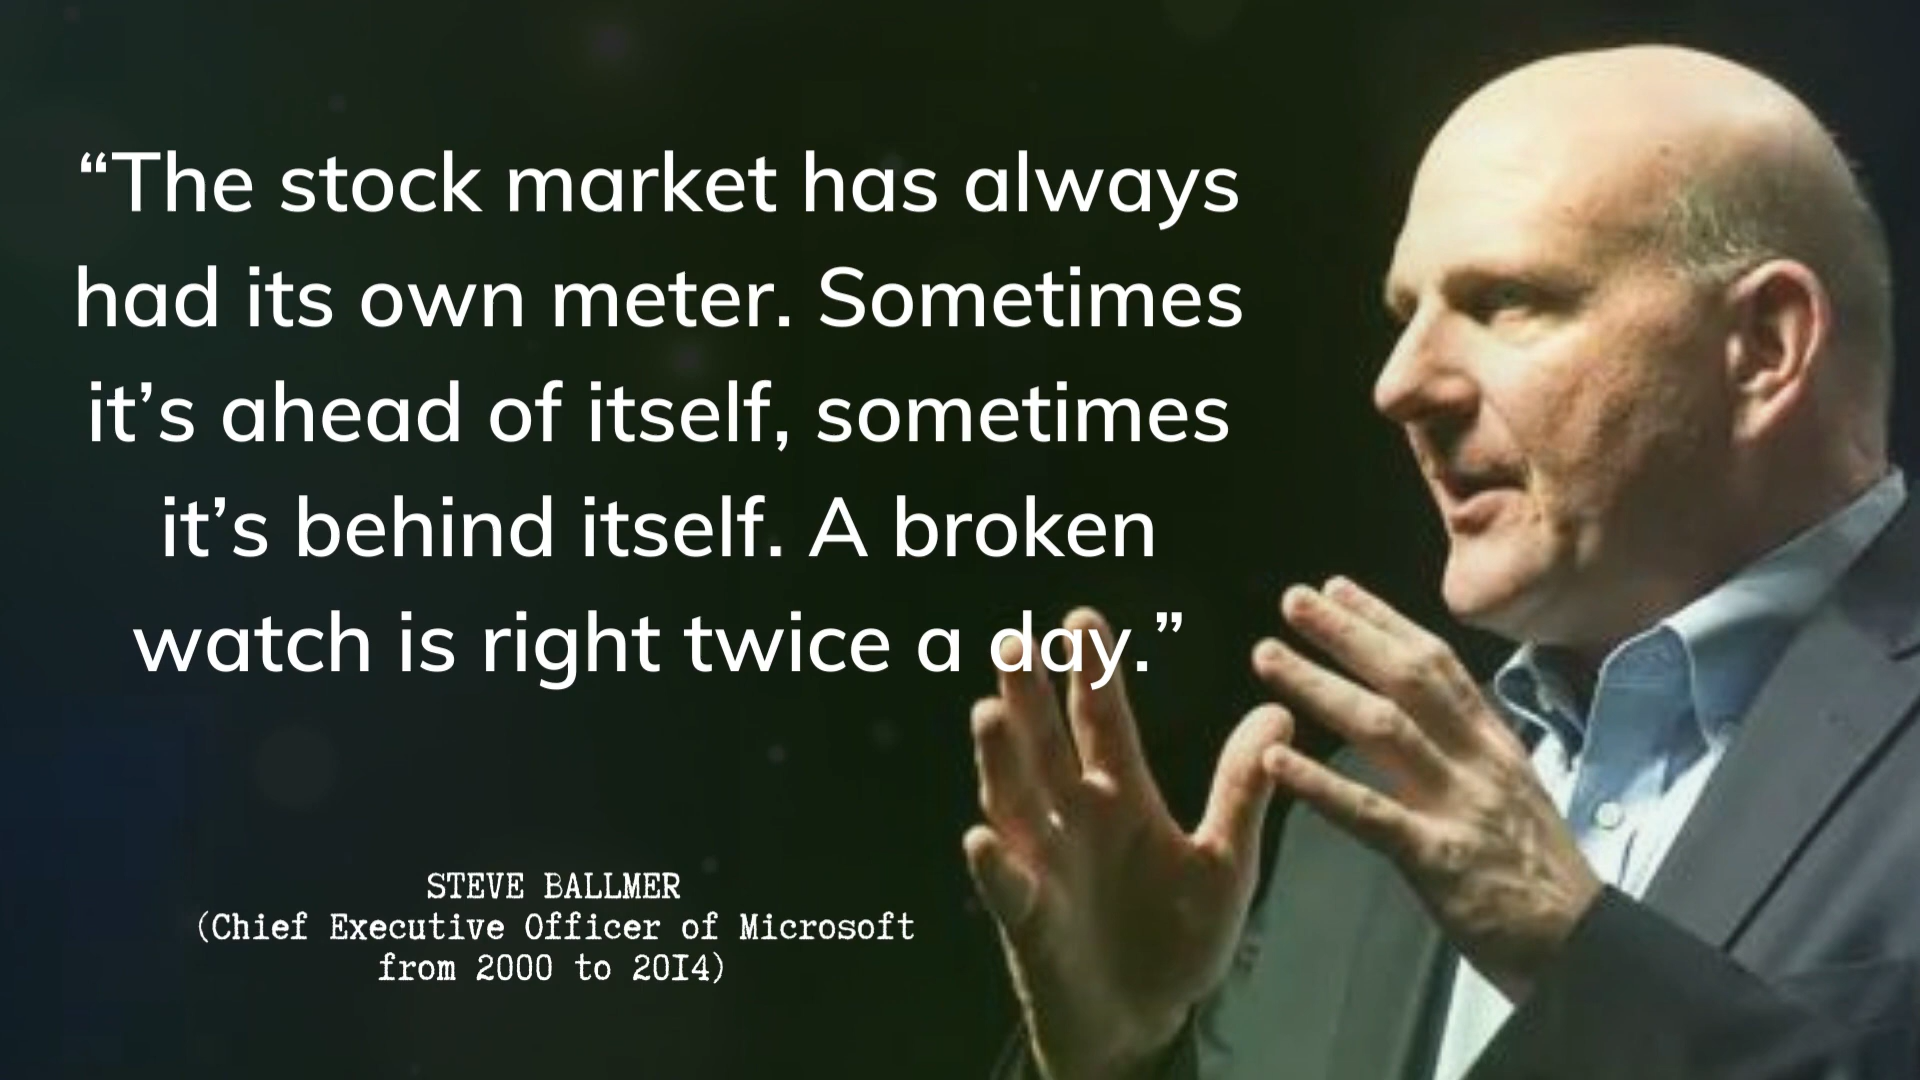 “The stock market has always
had its own meter. Sometimes
it’s ahead of itself, sometimes
it’s behind itself. A broken
watch is right twice a day.”
STEVE BALLMER
(Chief Executive Officer of Microsoft
from 2000 to 2014)